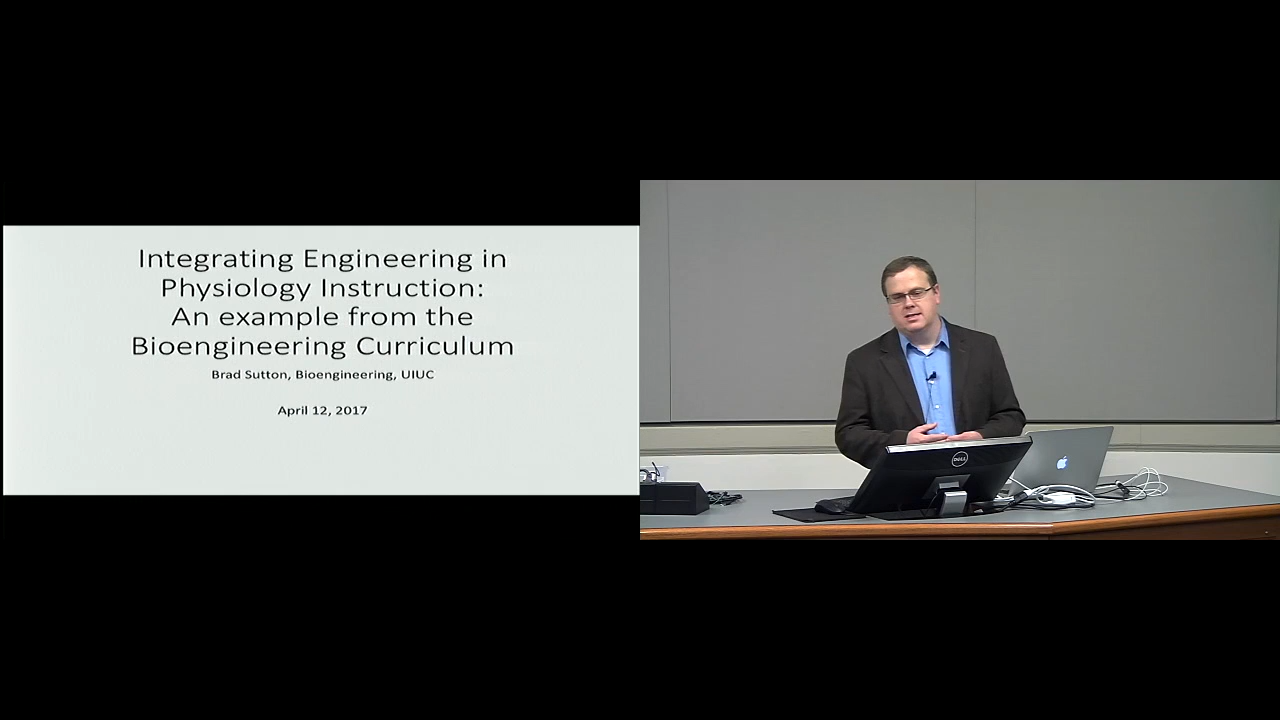 Integrating Engineering in
Physiology Instruction:
An example from the
Bioengineering Curriculum
Brad Sutton, Bioengineering, UIUC
April 12, 2017
DELL